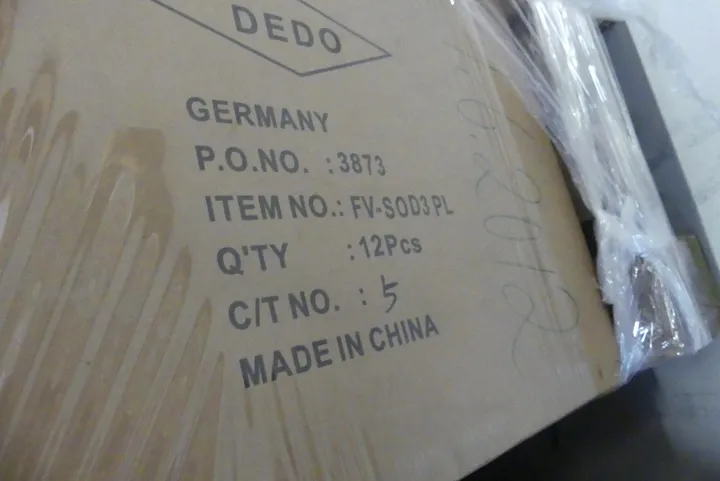 DEDO
GERMANY
P.O.NO. :3873
ITEM NO.: FV-SOD3 PL
Q'TY :12Pcs
C/T NO. : 5
MADE IN CHINA